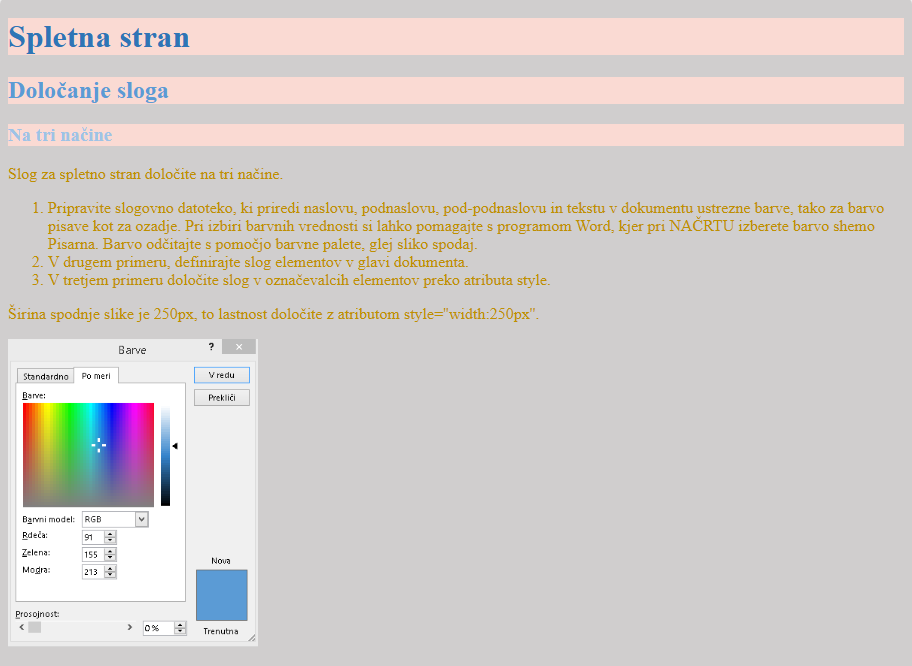 Spletna stran
Določanje sloga
Na tri načine
Slog za spletno stran določite na tri načine.
1. Pripravite slogovno datoteko, ki priredi naslovu, podnaslovu, pod-podnaslovu in tekstu v dokumentu ustrezne barve, tako za barvo
pisave kot za ozadje. Pri izbiri barvnih vrednosti si lahko pomagajte s programom Word, kjer pri NAČRTU izberete barvo shemo
Pisarna. Barvo odčitajte s pomočjo barvne palete, glej sliko spodaj.
2. V drugem primeru, definirajte slog elementov v glavi dokumenta.
3. V tretjem primeru določite slog v označevalcih elementov preko atributa style.
Širina spodnje slike je 250px, to lastnost določite z atributom style="width:250px".
Barve ? ×
Standardno Po meri V redu
Prekliči
Barve:
Barvni model: RGB
Rdeča: 91
Zelena: 155
Modra: 213
Nova
Prosojnost:
0 %
Trenutna